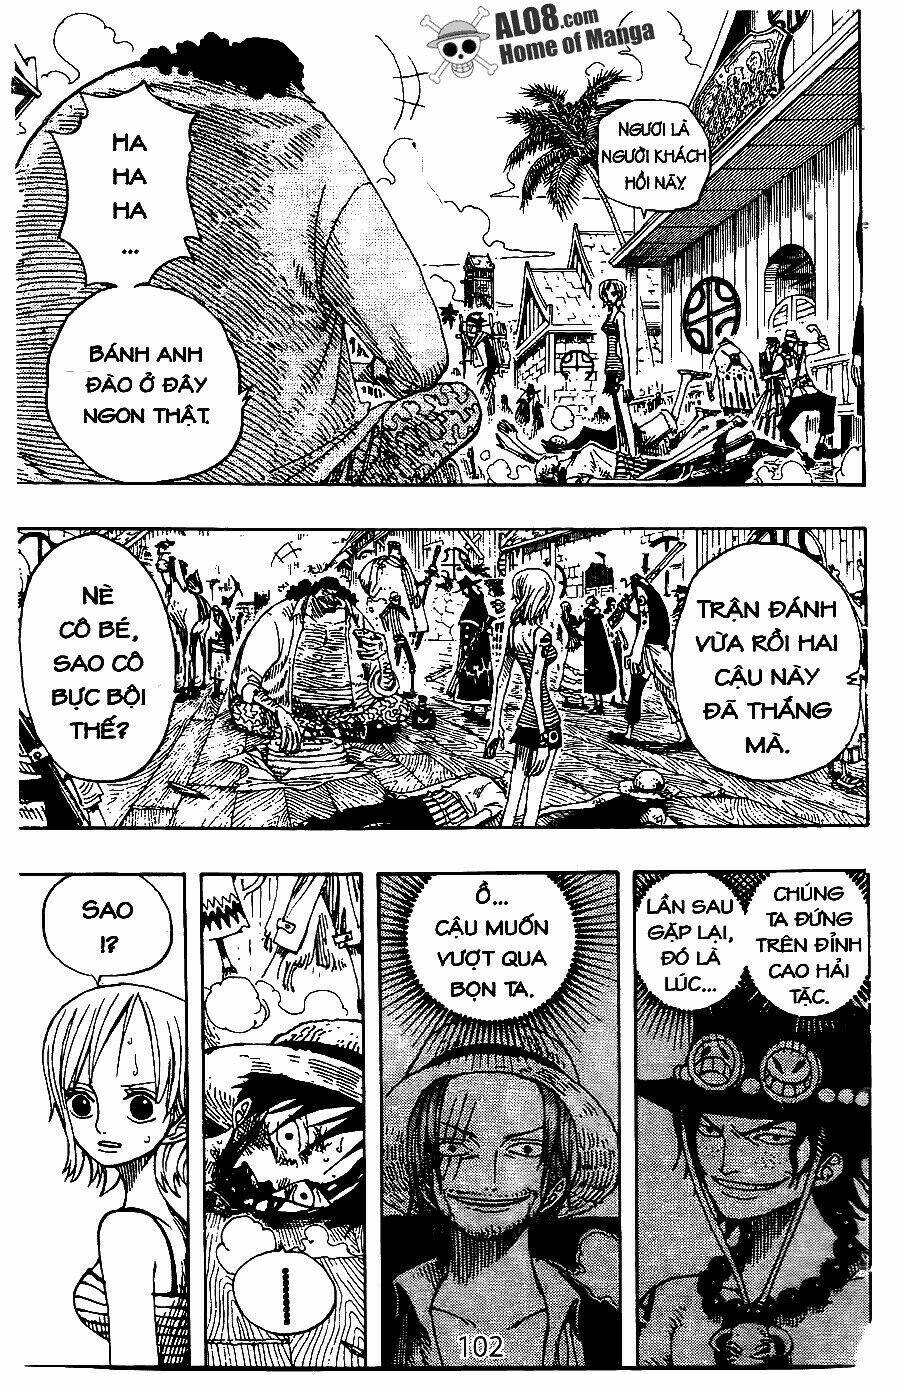 ALO8.com
Home of Manga
NGƯƠI LÀ
NGƯỜI KHÁCH
HỒI NÃY.
HA
HA
HA
...
BÁNH ANH
ĐÀO Ở ĐÂY
NGON THẬT.
TRẬN ĐÁNH
VỪA RỒI HAI
CẬU NÀY
ĐÃ THẮNG
MÀ.
NÈ
CÔ BÉ,
SAO CÔ
BỰC BỘI
THẾ?
CHÚNG
TA ĐỨNG
TRÊN ĐỈNH
CAO HẢI
TẶC.
LẦN SAU
GẶP LẠI,
ĐÓ LÀ
LÚC...
Ồ...
CẬU MUỐN
VƯỢT QUA
BỌN TA.
..........
SAO
!?
102